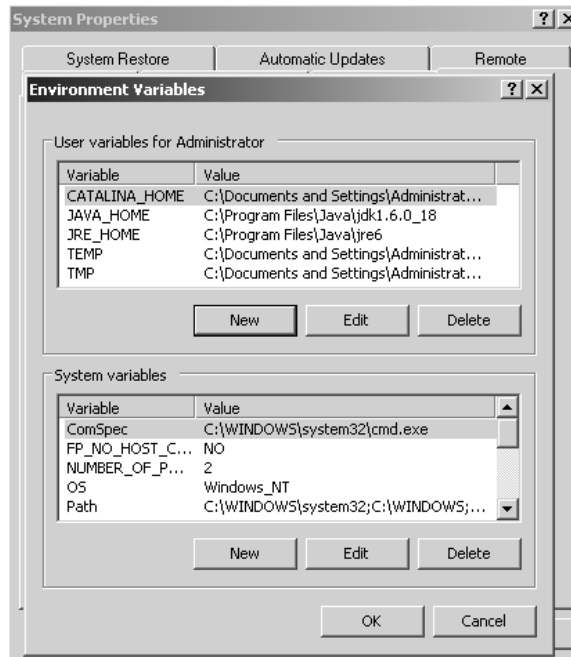 System Properties
System Restore Automatic Updates Remote
Environment Variables
User variables for Administrator
Variable Value
CATALINA_HOME C:\Documents and Settings\Administrat...
JAVA_HOME C:\Program Files\Java\jdk1.6.0_18
JRE_HOME C:\Program Files\Java\jre6
TEMP C:\Documents and Settings\Administrat...
TMP C:\Documents and Settings\Administrat...
New Edit Delete
System variables
Variable Value
ComSpec C:\WINDOWS\system32\cmd.exe
FP_NO_HOST_C... NO
NUMBER_OF_P... 2
OS Windows_NT
Path C:\WINDOWS\system32;C:\WINDOWS;...
New Edit Delete
OK Cancel